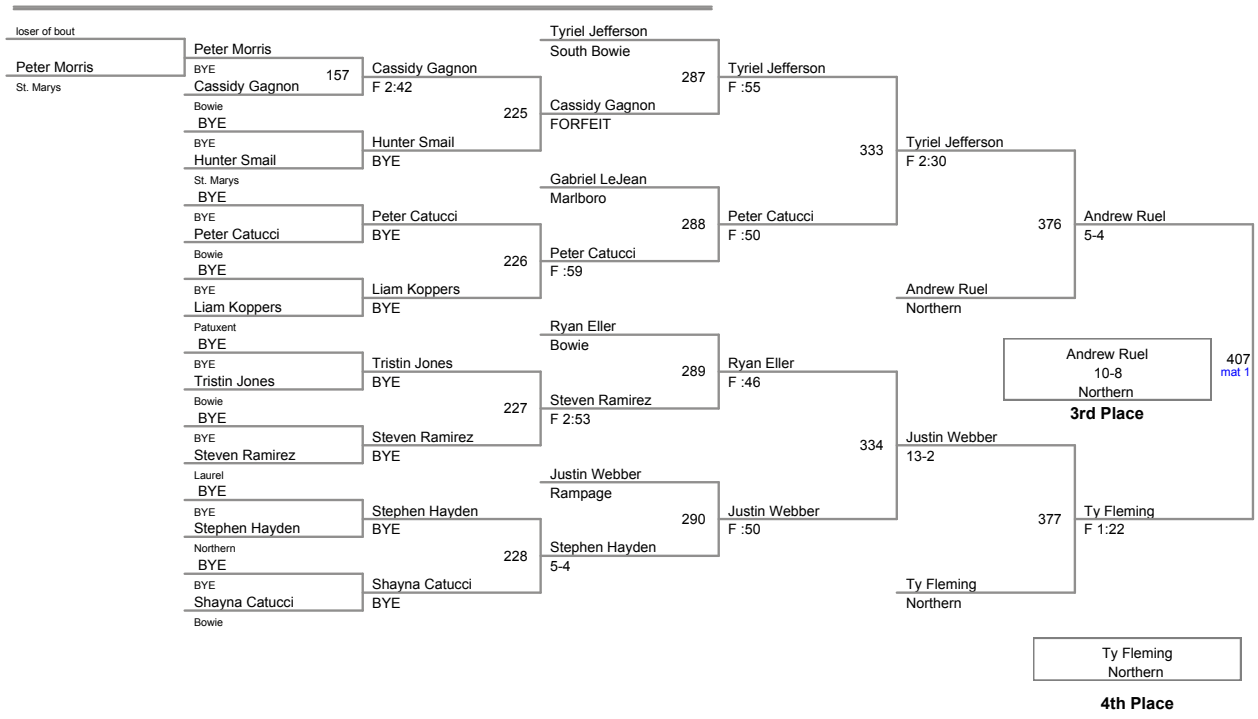 loser of bout
Peter Morris
St. Marys
Peter Morris
BYE
157
Cassidy Gagnon
Bowie
BYE
BYE
Hunter Smail
St. Marys
BYE
BYE
Peter Catucci
Bowie
BYE
BYE
Liam Koppers
Patuxent
BYE
BYE
Tristin Jones
Bowie
BYE
BYE
Steven Ramirez
Laurel
BYE
BYE
Stephen Hayden
Northern
BYE
BYE
Shayna Catucci
Bowie
Cassidy Gagnon
F 2:42
225
Hunter Smail
BYE
Peter Catucci
BYE
226
Liam Koppers
BYE
Tristin Jones
BYE
227
Steven Ramirez
BYE
Stephen Hayden
BYE
228
Shayna Catucci
BYE
Tyriel Jefferson
South Bowie
287
Cassidy Gagnon
FORFEIT
Gabriel LeJean
Marlboro
288
Peter Catucci
F :59
Ryan Eller
Bowie
289
Steven Ramirez
F 2:53
Justin Webber
Rampage
290
Stephen Hayden
5-4
Tyriel Jefferson
F :55
333
Peter Catucci
F :50
Ryan Eller
F :46
334
Justin Webber
F :50
Tyriel Jefferson
F 2:30
376
Andrew Ruel
Northern
Justin Webber
13-2
377
Ty Fleming
Northern
Andrew Ruel
5-4
407
mat 1
Ty Fleming
F 1:22
Andrew Ruel
10-8
Northern
3rd Place
Ty Fleming
Northern
4th Place